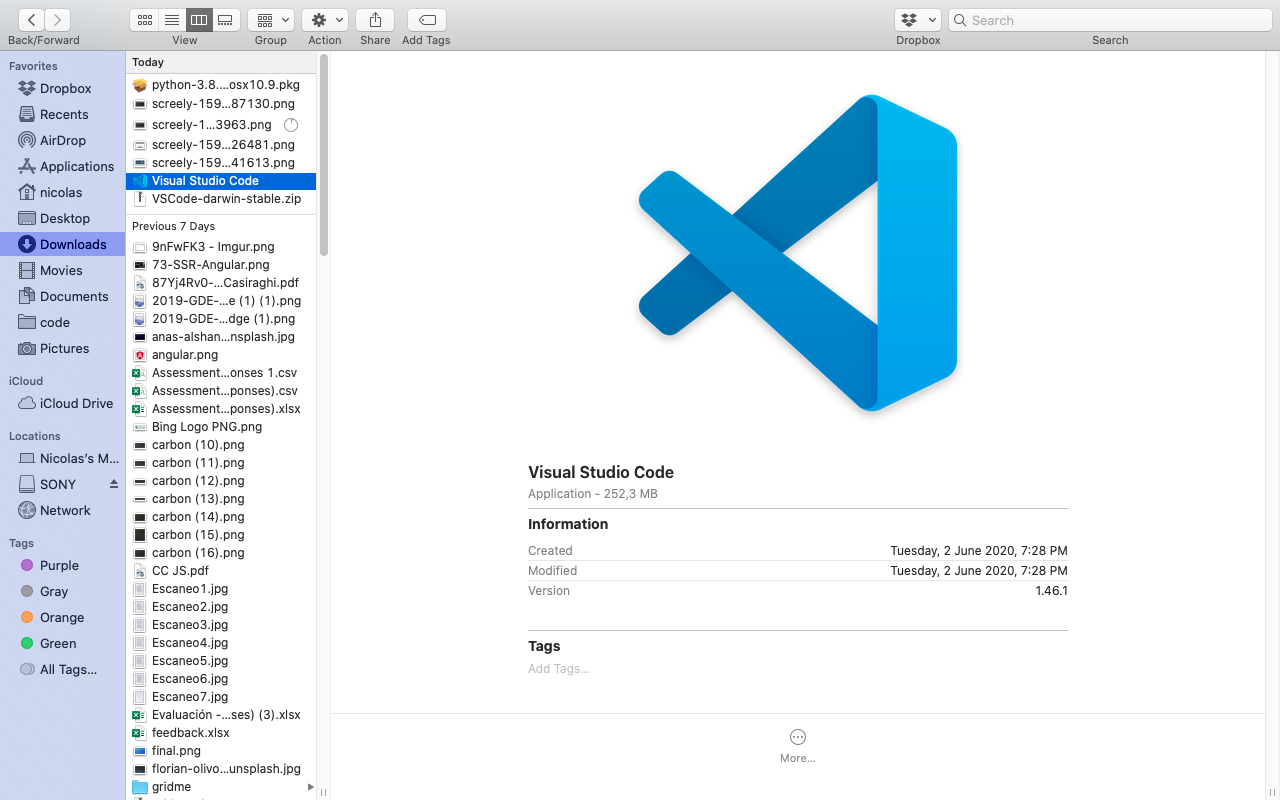 Back/Forward
View
Group
Action
Share
Add Tags
Dropbox
Search
Search
Favorites
Dropbox
Recents
AirDrop
Applications
nicolas
Desktop
Downloads
Movies
Documents
code
Pictures
iCloud
iCloud Drive
Locations
Nicolas's M...
SONY
Network
Tags
Purple
Gray
Orange
Green
All Tags...
Today
python-3.8....osx10.9.pkg
screely-159...87130.png
screely-1...3963.png
screely-159...26481.png
screely-159...41613.png
Visual Studio Code
VSCode-darwin-stable.zip
Previous 7 Days
9nFwFK3 - Imgur.png
73-SSR-Angular.png
87Yj4Rv0-...Casiraghi.pdf
2019-GDE-...e (1) (1).png
2019-GDE-...dge (1).png
anas-alshan...nsplash.jpg
angular.png
Assessment...onses 1.csv
Assessment...ponses).csv
Assessment...ponses).xlsx
Bing Logo PNG.png
carbon (10).png
carbon (11).png
carbon (12).png
carbon (13).png
carbon (14).png
carbon (15).png
carbon (16).png
CC JS.pdf
Escaneo1.jpg
Escaneo2.jpg
Escaneo3.jpg
Escaneo4.jpg
Escaneo5.jpg
Escaneo6.jpg
Escaneo7.jpg
Evaluación -...ses) (3).xlsx
feedback.xlsx
final.png
florian-olivo...unsplash.jpg
gridme
Visual Studio Code
Application - 252,3 MB
Information
Created Tuesday, 2 June 2020, 7:28 PM
Modified Tuesday, 2 June 2020, 7:28 PM
Version 1.46.1
Tags
Add Tags...
More...